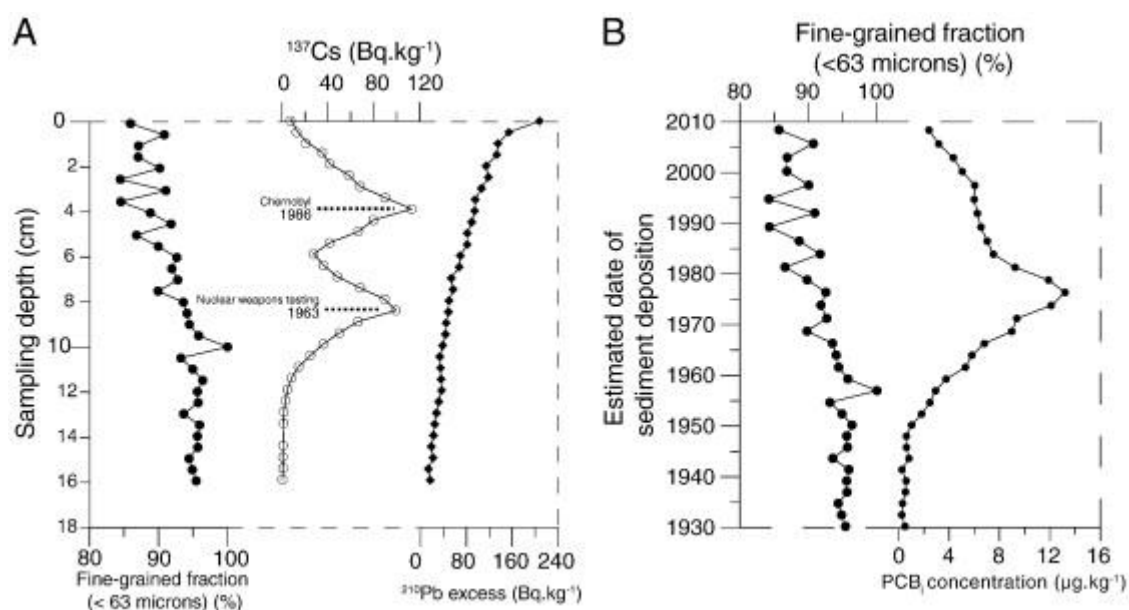 A
¹³⁷Cs (Bq.kg⁻¹)
0 40 80 120
0
2
4
6
8
10
12
14
16
18
Sampling depth (cm)
Chernobyl
1986
Nuclear weapons testing
1963
80 90 100
Fine-grained fraction
(< 63 microns) (%)
0 80 160 240
²¹⁰Pb excess (Bq.kg⁻¹)
B
Fine-grained fraction
(<63 microns) (%)
80 90 100
2010
2000
1990
1980
1970
1960
1950
1940
1930
Estimated date of
sediment deposition
0 4 8 12 16
PCBᵢ concentration (µg.kg⁻¹)